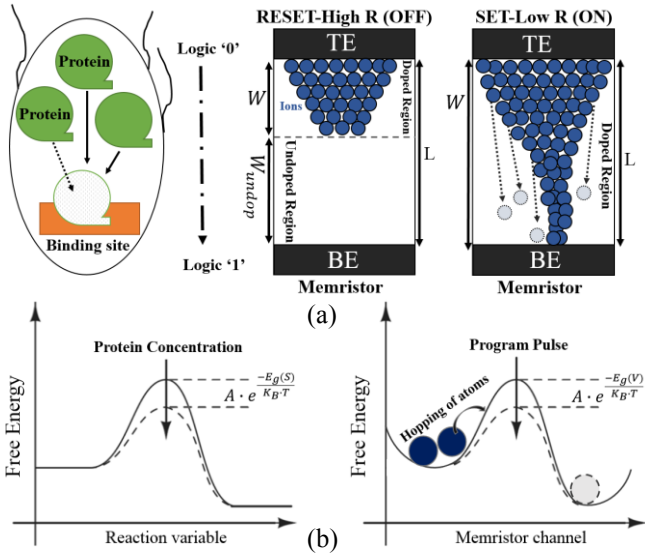 RESET-High R (OFF)
SET-Low R (ON)
Protein
Protein
Binding site
Logic ‘0’
Logic ‘1’
TE
W
Ions
Doped Region
W_undop
Undoped Region
L
BE
Memristor
TE
W
Doped Region
L
BE
Memristor
(a)
Free Energy
Protein Concentration
A · e^(-E_g(S)/K_B·T)
Reaction variable
Free Energy
Program Pulse
Hopping of atoms
A · e^(-E_g(V)/K_B·T)
Memristor channel
(b)